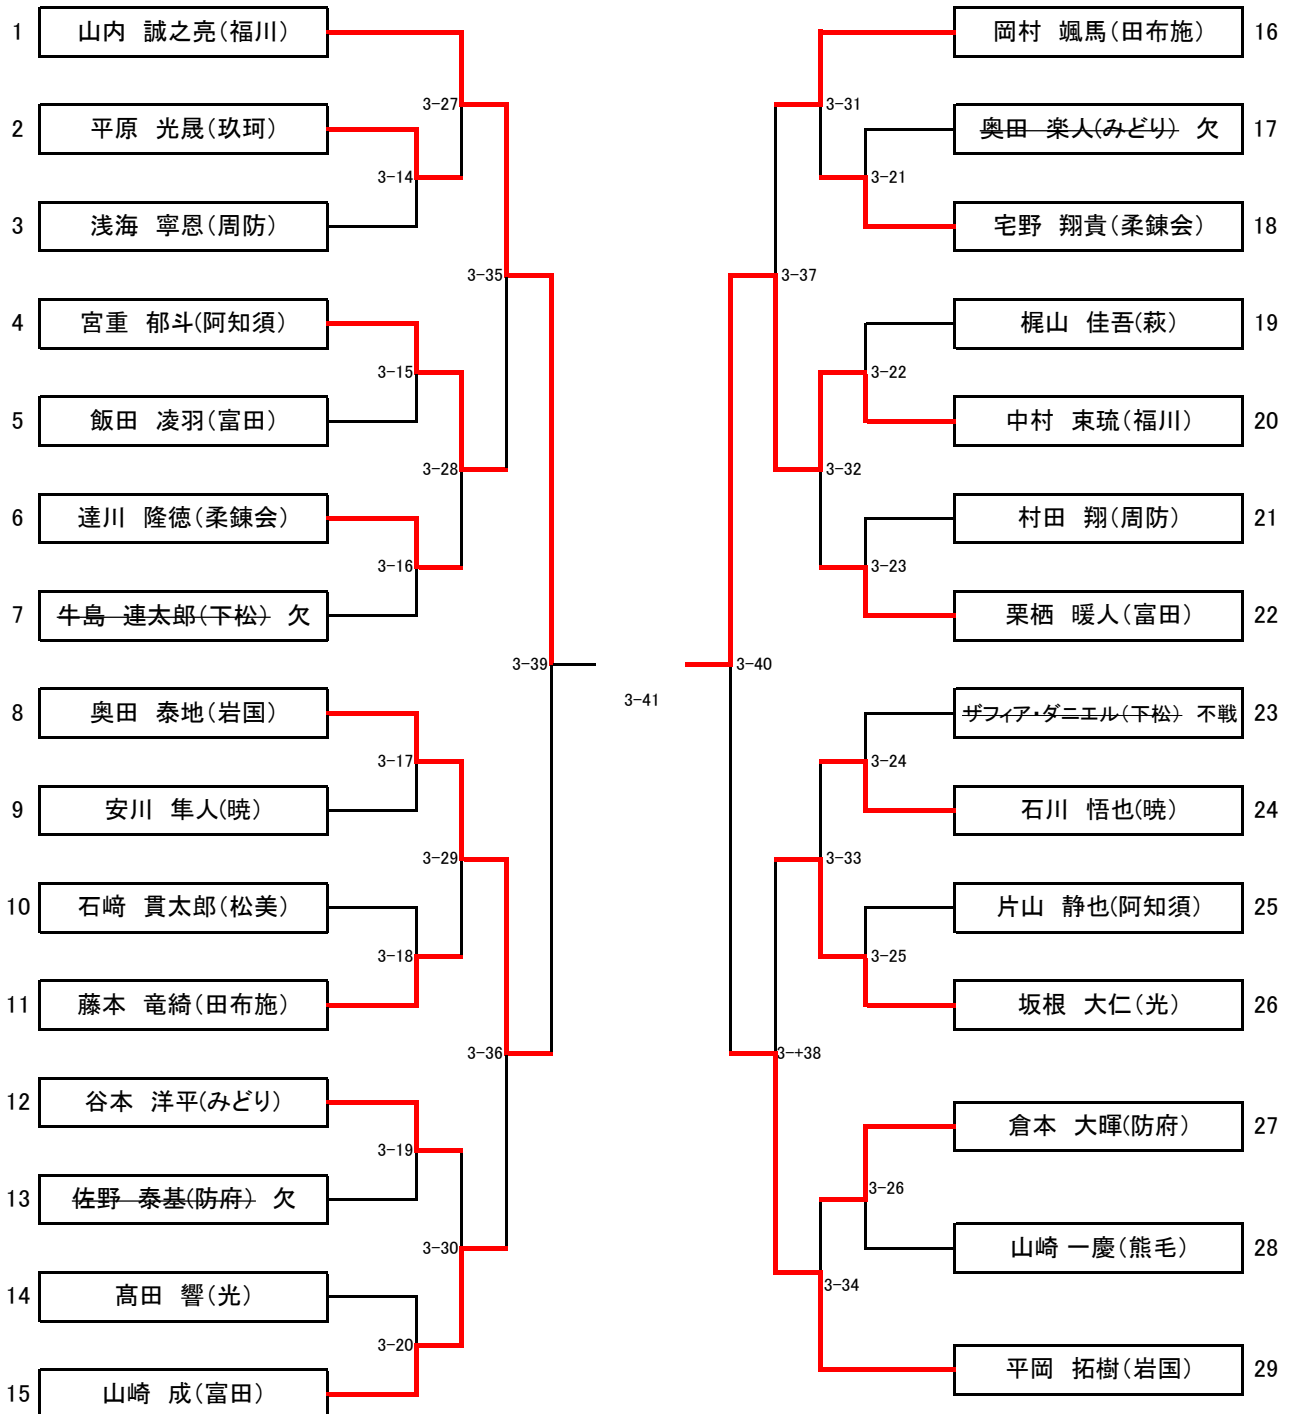 1 山内 誠之亮(福川)
2 平原 光晟(玖珂)
3 浅海 寧恩(周防)
4 宮重 郁斗(阿知須)
5 飯田 凌羽(富田)
6 達川 隆徳(柔錬会)
7 牛島 連太郎(下松) 欠
8 奥田 泰地(岩国)
9 安川 隼人(暁)
10 石﨑 貫太郎(松美)
11 藤本 竜綺(田布施)
12 谷本 洋平(みどり)
13 佐野 泰基(防府) 欠
14 髙田 響(光)
15 山崎 成(富田)
3-14
3-15
3-16
3-17
3-18
3-19
3-20
3-27
3-28
3-29
3-30
3-35
3-36
3-39
3-41
3-40
3-37
3-+38
3-31
3-32
3-33
3-34
3-21
3-22
3-23
3-24
3-25
3-26
岡村 颯馬(田布施) 16
奥田 楽人(みどり) 欠 17
宅野 翔貴(柔錬会) 18
梶山 佳吾(萩) 19
中村 束琉(福川) 20
村田 翔(周防) 21
栗栖 暖人(富田) 22
ザフィア・ダニエル(下松) 不戦 23
石川 悟也(暁) 24
片山 静也(阿知須) 25
坂根 大仁(光) 26
倉本 大暉(防府) 27
山崎 一慶(熊毛) 28
平岡 拓樹(岩国) 29